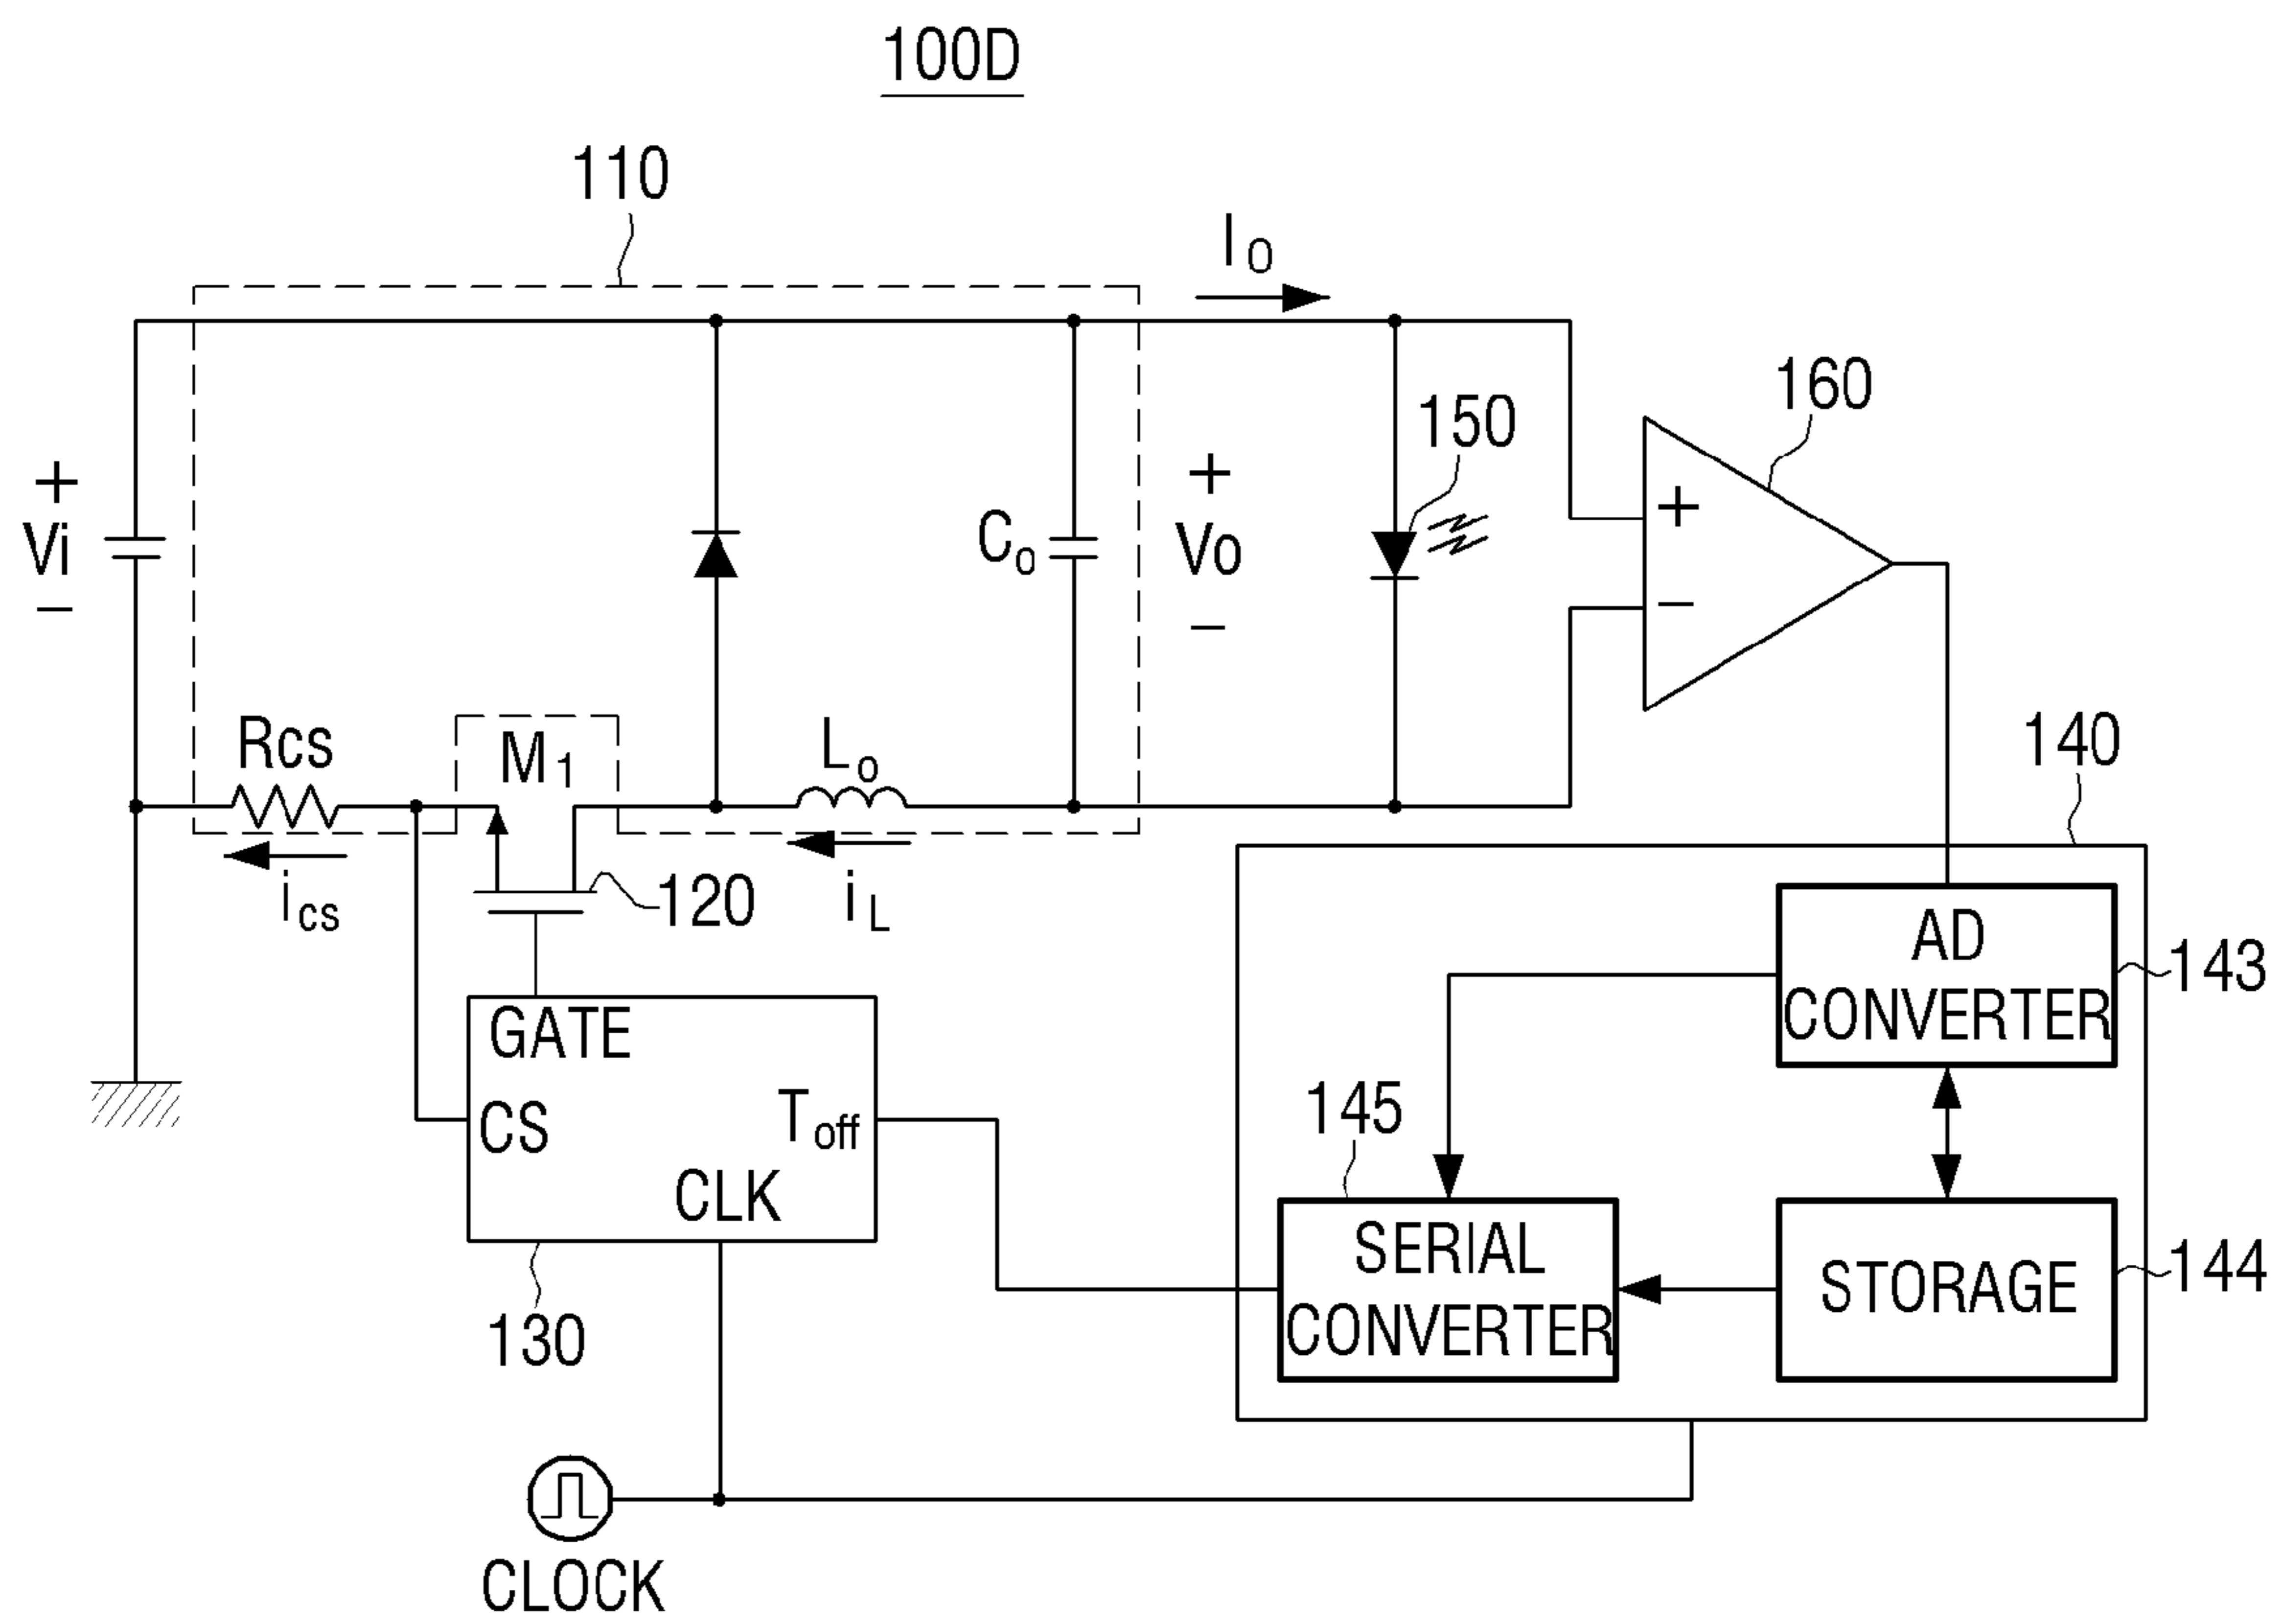 100D
110
Io
150
160
+
Vi
−
Co
+
Vo
−
+
−
Rcs
M1
Lo
140
ics
120
iL
AD
CONVERTER
143
GATE
CS
Toff
CLK
145
SERIAL
CONVERTER
STORAGE
144
130
CLOCK